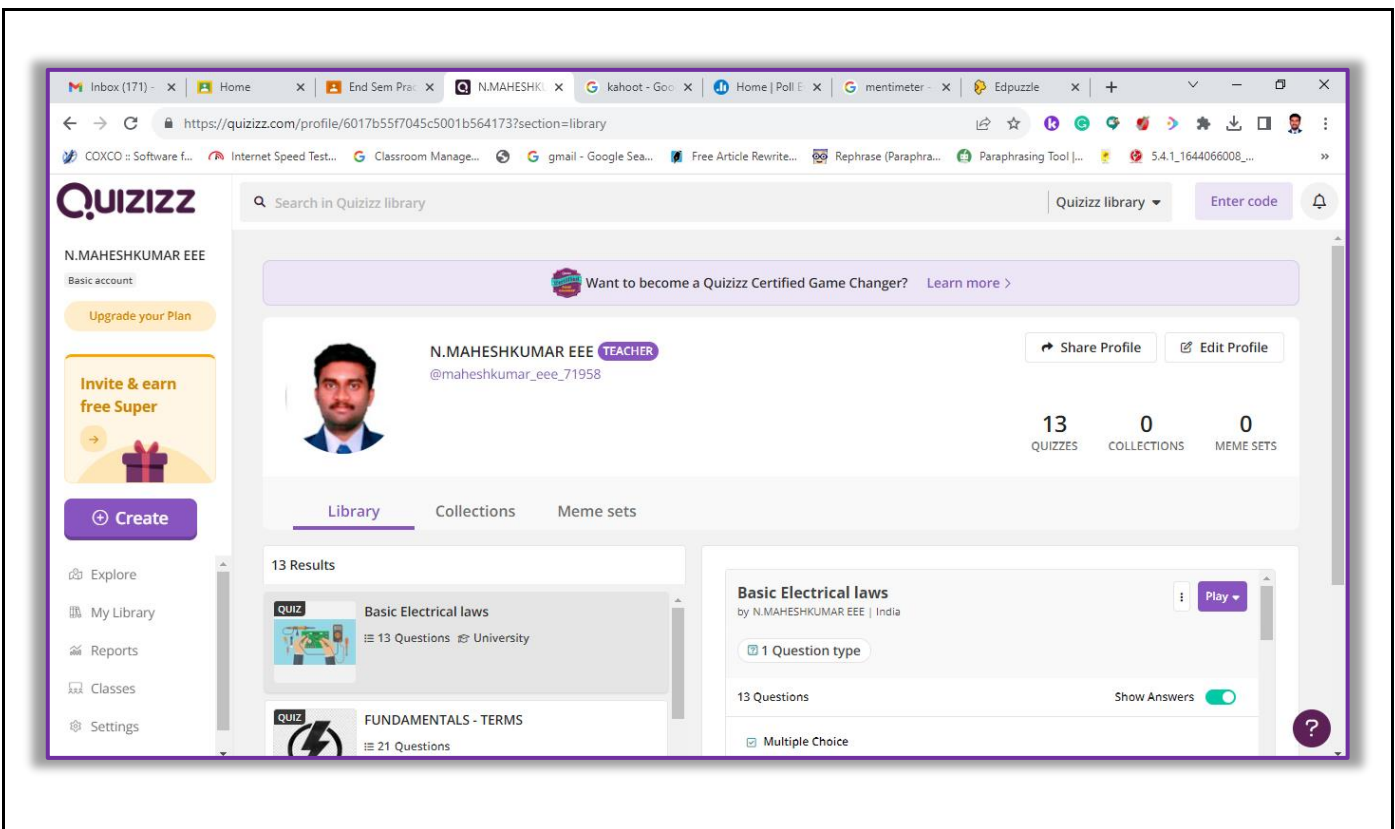 Inbox (171) -
Home
End Sem Prac
N.MAHESHKU
kahoot - Goo
Home | Poll E
mentimeter -
Edpuzzle
https://quizizz.com/profile/6017b55f7045c5001b564173?section=library
COXCO :: Software f...
Internet Speed Test...
Classroom Manage...
gmail - Google Sea...
Free Article Rewrite...
Rephrase (Paraphra...
Paraphrasing Tool |...
5.4.1_1644066008_...
»
QUIZIZZ
Search in Quizizz library
Quizizz library
Enter code
N.MAHESHKUMAR EEE
Basic account
Upgrade your Plan
Invite & earn
free Super
Create
Explore
My Library
Reports
Classes
Settings
Want to become a Quizizz Certified Game Changer? Learn more >
N.MAHESHKUMAR EEE TEACHER
@maheshkumar_eee_71958
Share Profile
Edit Profile
13 0 0
QUIZZES COLLECTIONS MEME SETS
Library Collections Meme sets
13 Results
QUIZ
Basic Electrical laws
13 Questions University
QUIZ
FUNDAMENTALS - TERMS
21 Questions
Basic Electrical laws
by N.MAHESHKUMAR EEE | India
Play
1 Question type
13 Questions
Show Answers
Multiple Choice
?